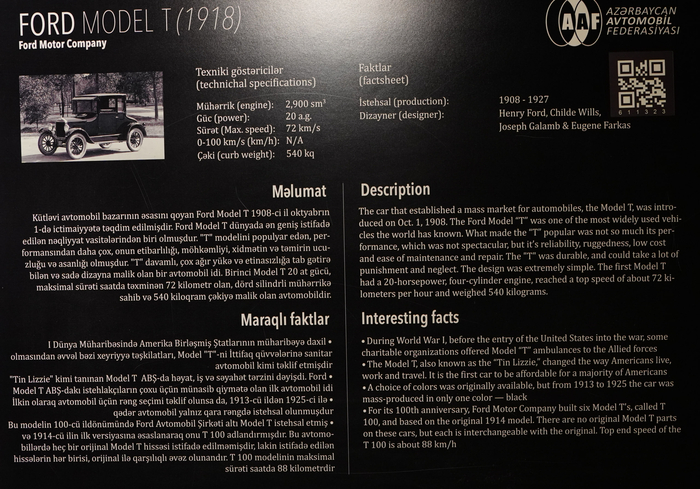 FORD MODEL T (1918)
Ford Motor Company
AAF
AZƏRBAYCAN
AVTOMOBİL
FEDERASİYASI
Texniki göstəricilər
(technichal specifications)
Mühərrik (engine): 2,900 sm³
Güc (power): 20 a.g.
Sürət (Max. speed): 72 km/s
0-100 km/s (km/h): N/A
Çəki (curb weight): 540 kq
Faktlar
(factsheet)
İstehsal (production): 1908 - 1927
Dizayner (designer): Henry Ford, Childe Wills,
Joseph Galamb & Eugene Farkas
6 1 1 3 2 3
Məlumat
Kütləvi avtomobil bazarının əsasını qoyan Ford Model T 1908-ci il oktyabrın
1-də ictimaiyyətə təqdim edilmişdir. Ford Model T dünyada ən geniş istifadə
edilən nəqliyyat vasitələrindən biri olmuşdur. "T" modelini populyar edən, per-
formansından daha çox, onun etibarlılığı, möhkəmliyi, xidmətin və təmirin ucu-
zluğu və asanlığı olmuşdur. "T" davamlı, çox ağır yükə və etinasızlığa tab gətirə
bilən və sadə dizayna malik olan bir avtomobil idi. Birinci Model T 20 at gücü,
maksimal sürəti saatda təxminən 72 kilometr olan, dörd silindrli mühərrikə
sahib və 540 kiloqram çəkiyə malik olan avtomobildir.
Description
The car that established a mass market for automobiles, the Model T, was intro-
duced on Oct. 1, 1908. The Ford Model "T" was one of the most widely used vehi-
cles the world has known. What made the "T" popular was not so much its per-
formance, which was not spectacular, but it's reliability, ruggedness, low cost
and ease of maintenance and repair. The "T" was durable, and could take a lot of
punishment and neglect. The design was extremely simple. The first Model T
had a 20-horsepower, four-cylinder engine, reached a top speed of about 72 ki-
lometers per hour and weighed 540 kilograms.
Maraqlı faktlar
I Dünya Müharibəsində Amerika Birləşmiş Ştatlarının müharibəyə daxil •
olmasından əvvəl bəzi xeyriyyə təşkilatları, Model "T"-ni İttifaq qüvvələrinə sanitar
avtomobili kimi təklif etmişdir
"Tin Lizzie" kimi tanınan Model T ABŞ-da həyat, iş və səyahət tərzini dəyişdi. Ford •
Model T ABŞ-dakı istehlakçıların çoxu üçün münasib qiymətə olan ilk avtomobil idi
İlkin olaraq avtomobil üçün rəng seçimi təklif olunsa da, 1913-cü ildən 1925-ci ilə •
qədər avtomobil yalnız qara rəngdə istehsal olunmuşdur
Bu modelin 100-cü ildönümündə Ford Avtomobil Şirkəti altı Model T istehsal etmiş •
və 1914-cü ilin ilk versiyasına əsaslanaraq onu T 100 adlandırmışdır. Bu avtomo-
billərdə heç bir orijinal Model T hissəsi istifadə edilməmişdir, lakin istifadə edilən
hissələrin hər birisi, orijinal ilə qarşılıqlı əvəz olunandır. T 100 modelinin maksimal
sürəti saatda 88 kilometrdir
Interesting facts
• During World War I, before the entry of the United States into the war, some
charitable organizations offered Model "T" ambulances to the Allied forces
• The Model T, also known as the "Tin Lizzie," changed the way Americans live,
work and travel. It is the first car to be affordable for a majority of Americans
• A choice of colors was originally available, but from 1913 to 1925 the car was
mass-produced in only one color — black
• For its 100th anniversary, Ford Motor Company built six Model T's, called T
100, and based on the original 1914 model. There are no original Model T parts
on these cars, but each is interchangeable with the original. Top end speed of the
T 100 is about 88 km/h